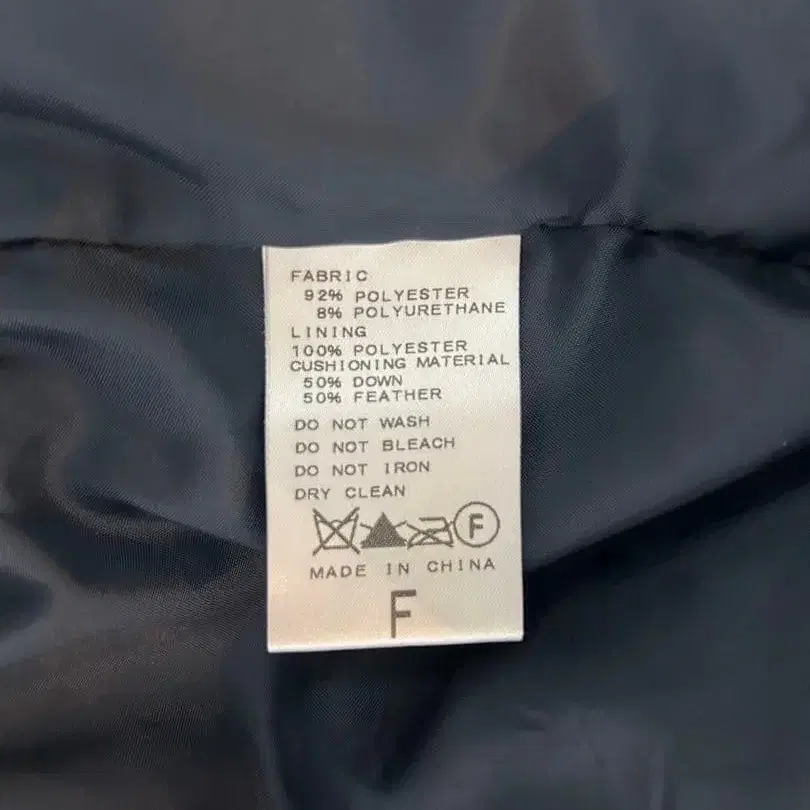 FABRIC
92% POLYESTER
8% POLYURETHANE
LINING
100% POLYESTER
CUSHIONING MATERIAL
50% DOWN
50% FEATHER
DO NOT WASH
DO NOT BLEACH
DO NOT IRON
DRY CLEAN
F
MADE IN CHINA
F